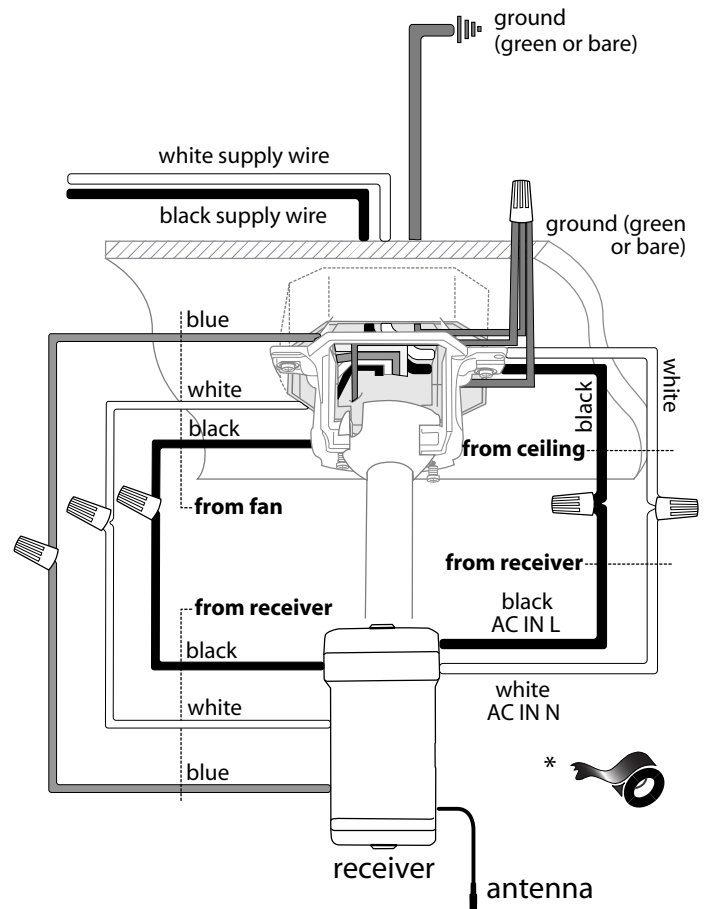 ground
(green or bare)
white supply wire
black supply wire
ground (green
or bare)
blue
white
white
black
black
from ceiling
from fan
from receiver
from receiver
black
AC IN L
black
white
AC IN N
white
*
blue
receiver
antenna